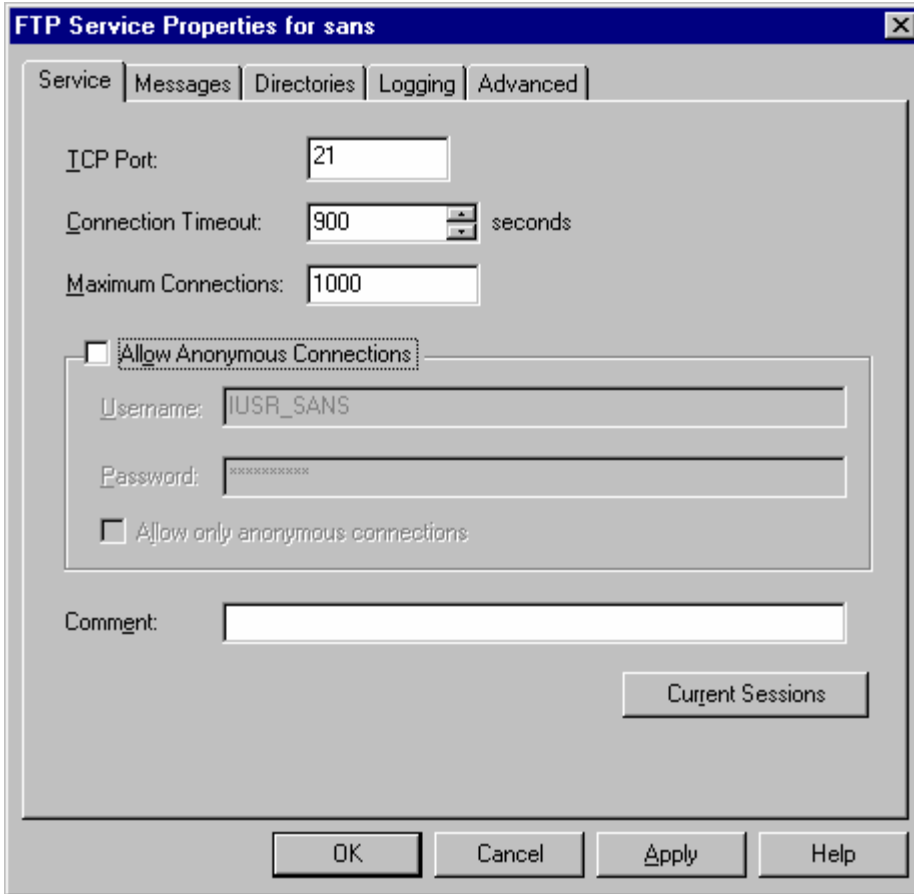 FTP Service Properties for sans
Service Messages Directories Logging Advanced
TCP Port: 21
Connection Timeout: 900 seconds
Maximum Connections: 1000
Allow Anonymous Connections
Username: IUSR_SANS
Password: **********
Allow only anonymous connections
Comment:
Current Sessions
OK Cancel Apply Help